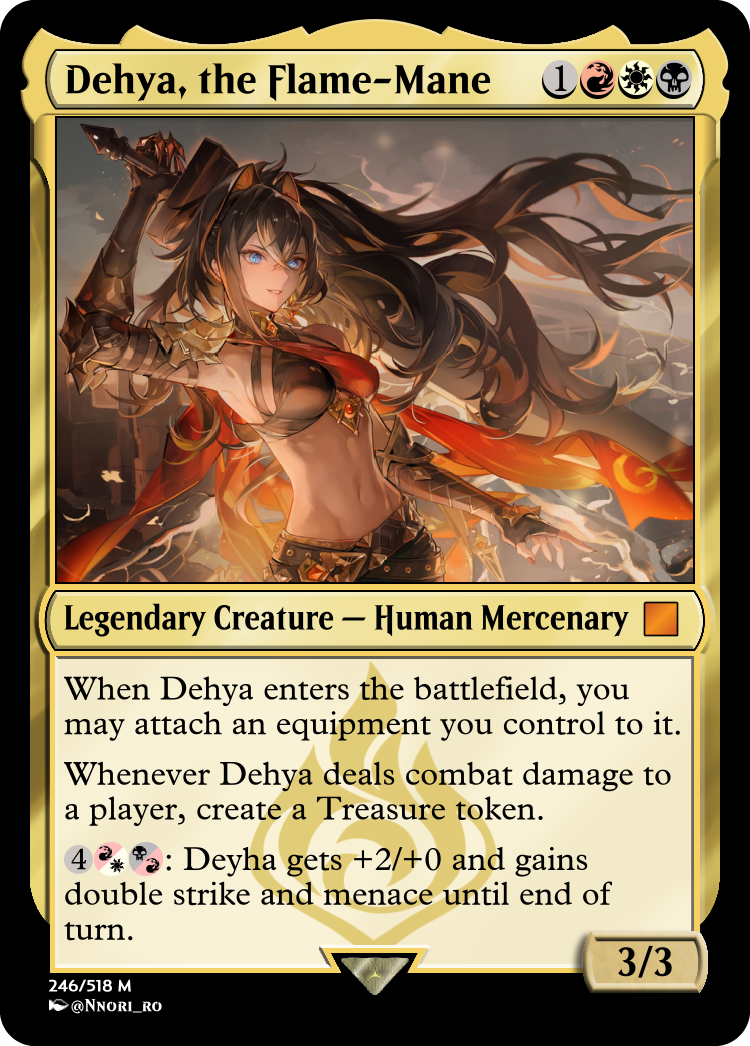 Dehya, the Flame-Mane 1
Legendary Creature — Human Mercenary
When Dehya enters the battlefield, you
may attach an equipment you control to it.
Whenever Dehya deals combat damage to
a player, create a Treasure token.
4: Deyha gets +2/+0 and gains
double strike and menace until end of
turn.
3/3
246/518 M
@Nnori_ro